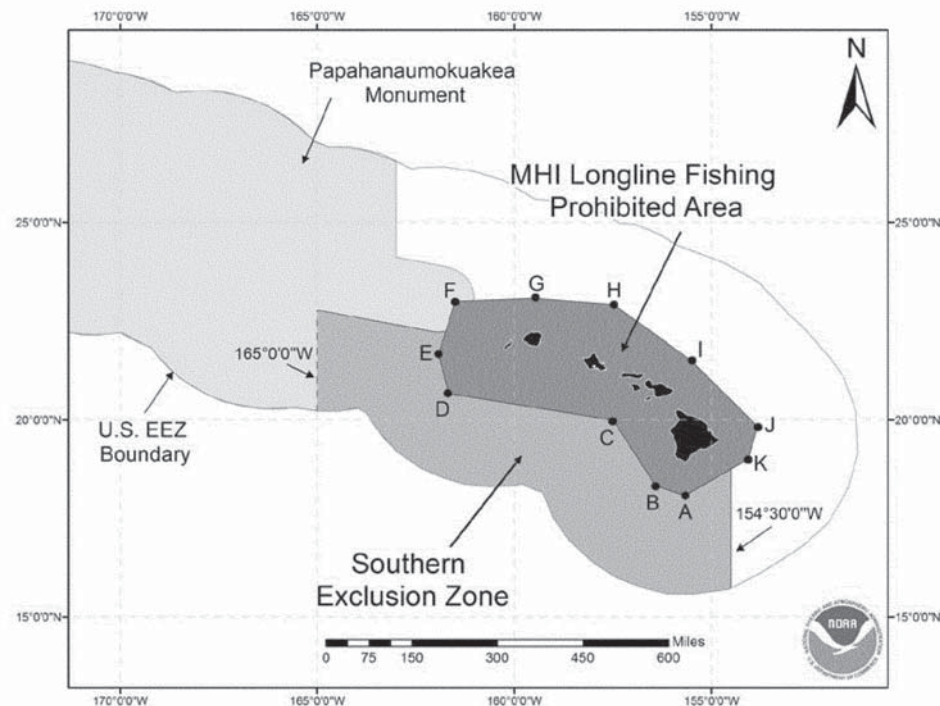 170°0'0"W
165°0'0"W
160°0'0"W
155°0'0"W
Papahanaumokuakea
Monument
N
MHI Longline Fishing
Prohibited Area
25°0'0"N
25°0'0"N
F
G
H
E
I
165°0'0"W
D
20°0'0"N
20°0'0"N
C
J
U.S. EEZ
Boundary
K
B
A
154°30'0"W
Southern
Exclusion Zone
15°0'0"N
15°0'0"N
NOAA
Miles
0 75 150 300 450 600
170°0'0"W
165°0'0"W
160°0'0"W
155°0'0"W